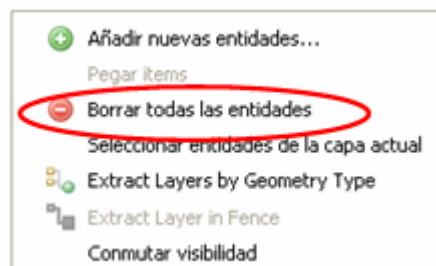 Añadir nuevas entidades...
Pegar items
Borrar todas las entidades
Seleccionar entidades de la capa actual
Extract Layers by Geometry Type
Extract Layer in Fence
Conmutar visibilidad